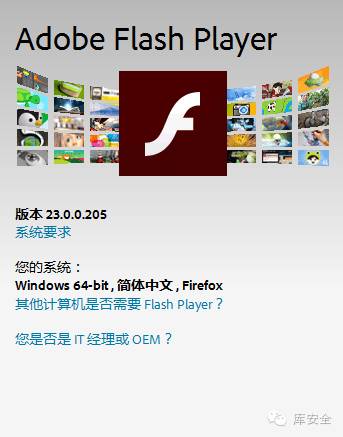 Adobe Flash Player
版本 23.0.0.205
系统要求
您的系统：
Windows 64-bit , 简体中文 , Firefox
其他计算机是否需要 Flash Player？
您是否是 IT 经理或 OEM？
库安全